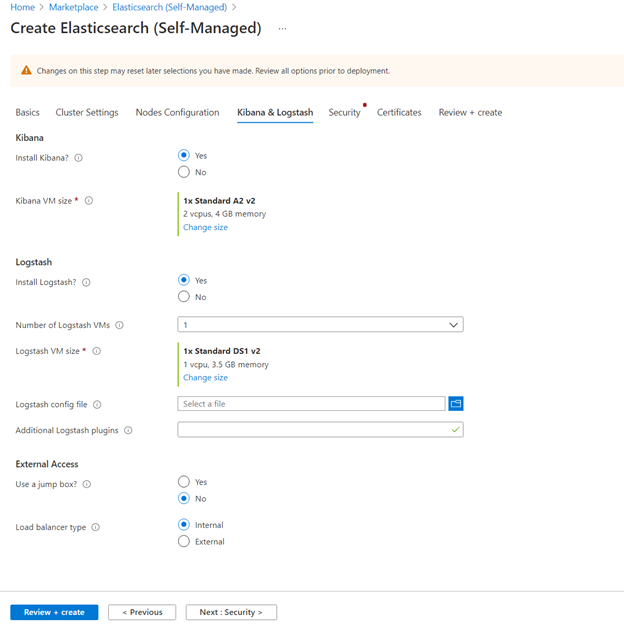 Home > Marketplace > Elasticsearch (Self-Managed) >
Create Elasticsearch (Self-Managed) ...
Changes on this step may reset later selections you have made. Review all options prior to deployment.
Basics Cluster Settings Nodes Configuration Kibana & Logstash Security Certificates Review + create
Kibana
Install Kibana? Yes
No
Kibana VM size * 1x Standard A2 v2
2 vcpus, 4 GB memory
Change size
Logstash
Install Logstash? Yes
No
Number of Logstash VMs 1
Logstash VM size * 1x Standard DS1 v2
1 vcpu, 3.5 GB memory
Change size
Logstash config file Select a file
Additional Logstash plugins
External Access
Use a jump box? Yes
No
Load balancer type Internal
External
Review + create < Previous Next : Security >